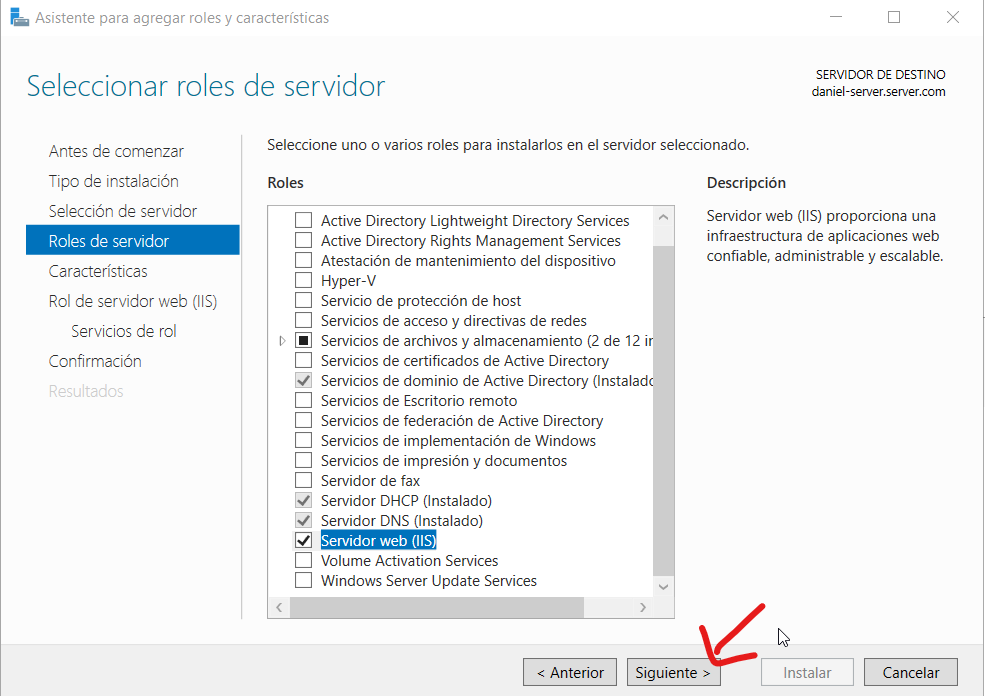 Asistente para agregar roles y características
Seleccionar roles de servidor
SERVIDOR DE DESTINO
daniel-server.server.com
Antes de comenzar
Tipo de instalación
Selección de servidor
Roles de servidor
Características
Rol de servidor web (IIS)
Servicios de rol
Confirmación
Resultados
Seleccione uno o varios roles para instalarlos en el servidor seleccionado.
Roles
Active Directory Lightweight Directory Services
Active Directory Rights Management Services
Atestación de mantenimiento del dispositivo
Hyper-V
Servicio de protección de host
Servicios de acceso y directivas de redes
Servicios de archivos y almacenamiento (2 de 12 in
Servicios de certificados de Active Directory
Servicios de dominio de Active Directory (Instalado
Servicios de Escritorio remoto
Servicios de federación de Active Directory
Servicios de implementación de Windows
Servicios de impresión y documentos
Servidor de fax
Servidor DHCP (Instalado)
Servidor DNS (Instalado)
Servidor web (IIS)
Volume Activation Services
Windows Server Update Services
Descripción
Servidor web (IIS) proporciona una
infraestructura de aplicaciones web
confiable, administrable y escalable.
< Anterior
Siguiente >
Instalar
Cancelar